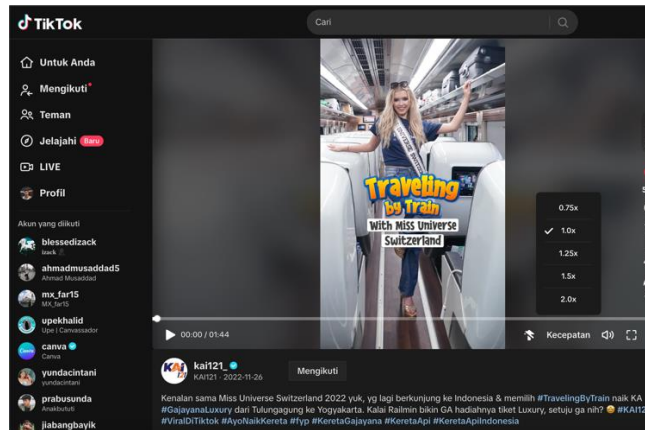 TikTok
Cari
Untuk Anda
Mengikuti
Teman
Jelajahi Baru
LIVE
Profil
Akun yang diikuti
blessedizack
izack
ahmadmusaddad5
Ahmad Musaddad
mx_far15
MX_far15
upekhalid
Upe | Canvassador
canva
Canva
yundacintani
yundacintani
prabusunda
Anakbututi
jiabangbayik
Traveling
by Train
With Miss Universe
Switzerland
0.75x
1.0x
1.25x
1.5x
2.0x
00:00 / 01:44
Kecepatan
KAI
121
kai121_
KAI121 · 2022-11-26
Mengikuti
Kenalan sama Miss Universe Switzerland 2022 yuk, yg lagi berkunjung ke Indonesia & memilih #TravelingByTrain naik KA
#GajayanaLuxury dari Tulungagung ke Yogyakarta. Kalai Railmin bikin GA hadiahnya tiket Luxury, setuju ga nih? 🤩 #KAI12
#ViralDiTiktok #AyoNaikKereta #fyp #KeretaGajayana #KeretaApi #KeretaApiIndonesia